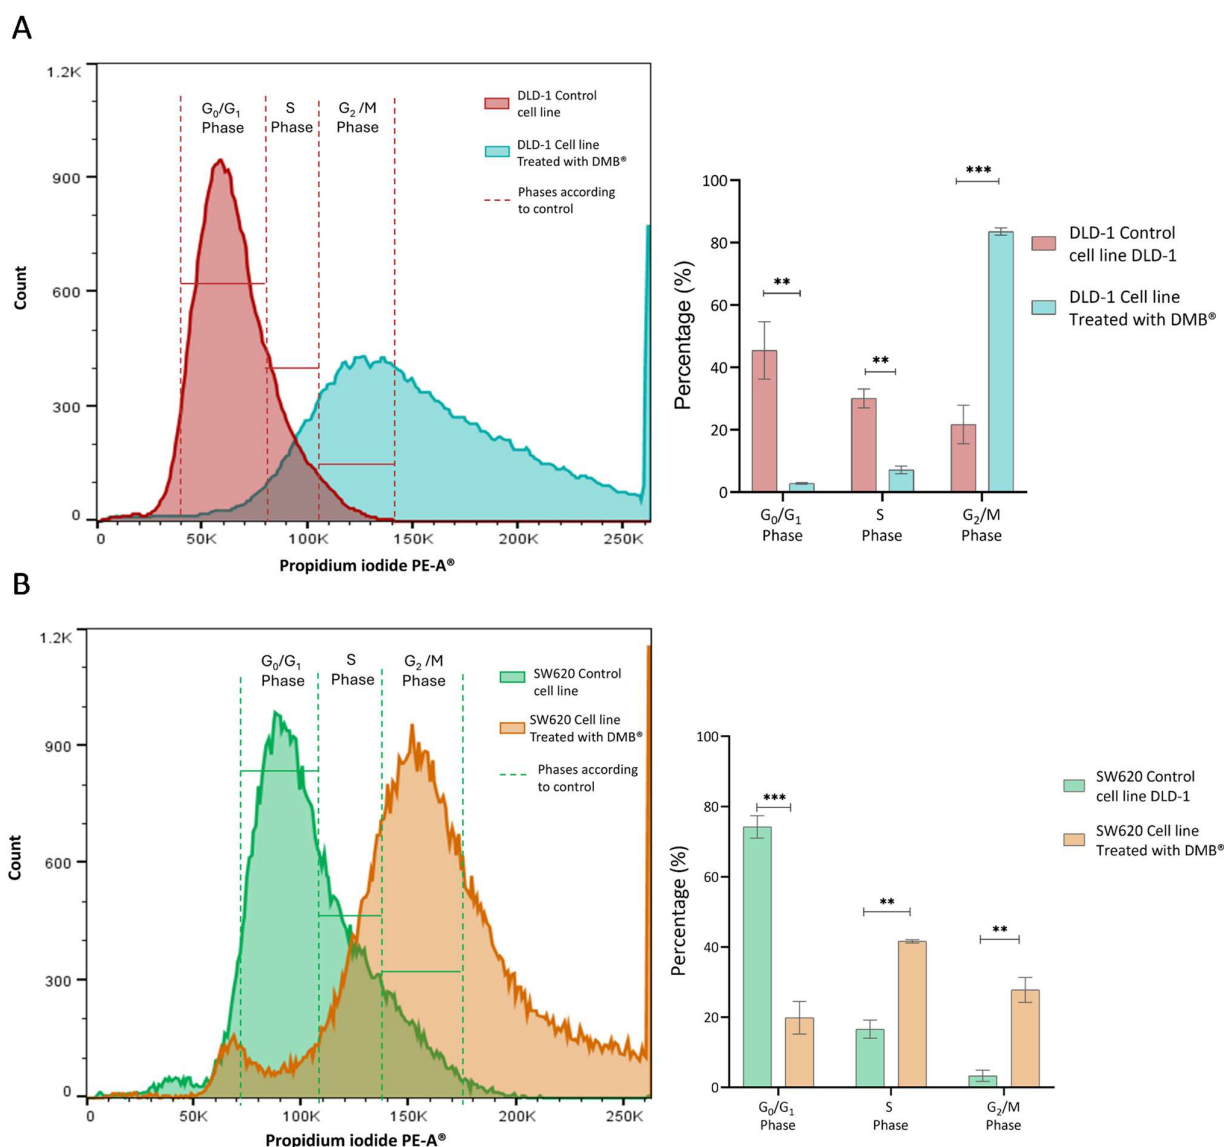 A
1.2K
900
600
300
0
Count
G₀/G₁
Phase
S
Phase
G₂ /M
Phase
DLD-1 Control
cell line
DLD-1 Cell line
Treated with DMB®
Phases according
to control
0
50K
100K
150K
200K
250K
Propidium iodide PE-A®
Percentage (%)
100
80
60
40
20
0
**
**
***
G₀/G₁
Phase
S
Phase
G₂/M
Phase
DLD-1 Control
cell line DLD-1
DLD-1 Cell line
Treated with DMB®
B
1.2K
900
600
300
0
Count
G₀/G₁
Phase
S
Phase
G₂ /M
Phase
SW620 Control
cell line
SW620 Cell line
Treated with DMB®
Phases according
to control
0
50K
100K
150K
200K
250K
Propidium iodide PE-A®
Percentage (%)
100
80
60
40
20
0
***
**
**
G₀/G₁
Phase
S
Phase
G₂/M
Phase
SW620 Control
cell line DLD-1
SW620 Cell line
Treated with DMB®